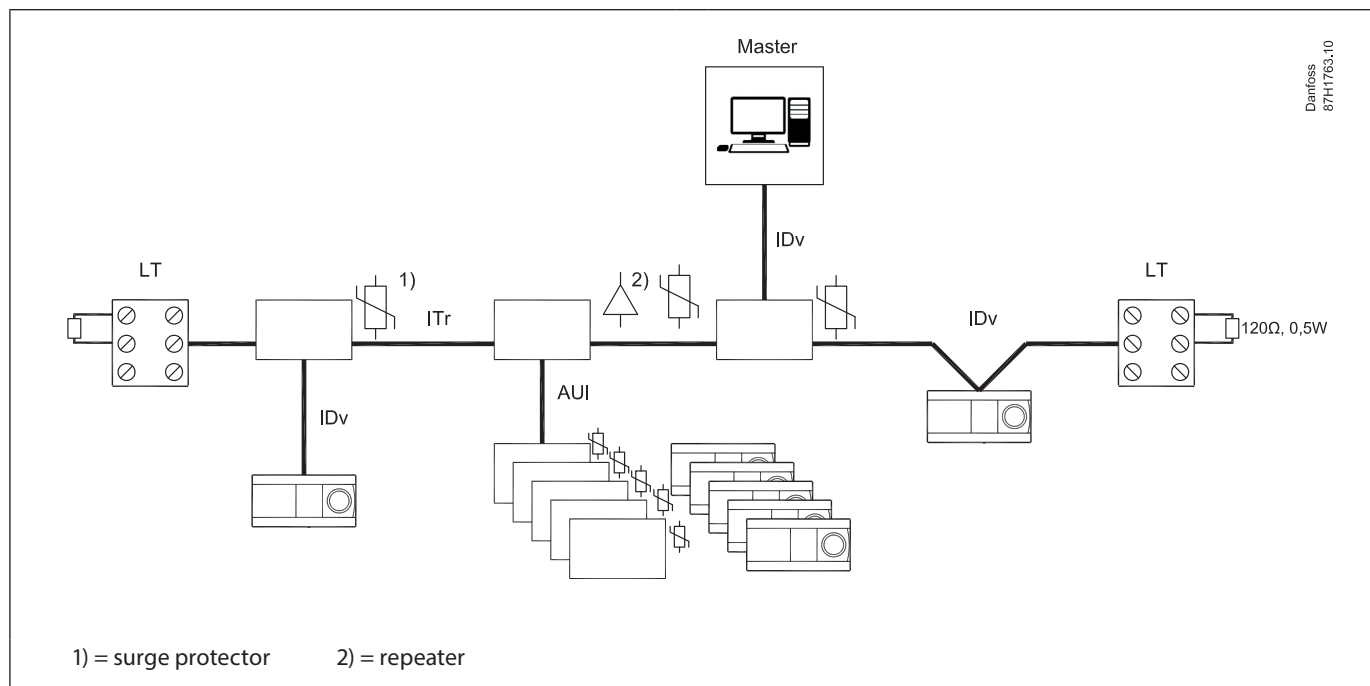 Master
Danfoss
87H1763.10
IDv
LT
1)
2)
LT
ITr
IDv
120Ω, 0,5W
IDv
AUI
1) = surge protector 2) = repeater